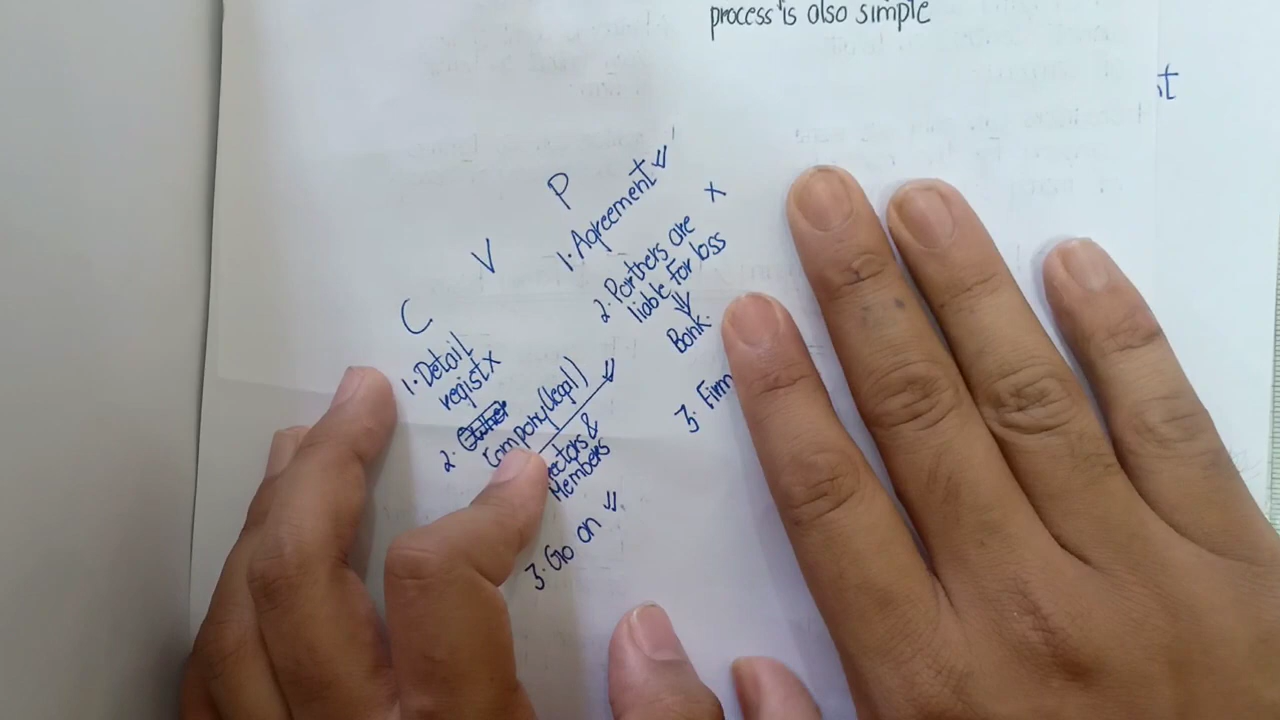 process is also simple
P
1. Agreement
X
2. Partners are
liable for loss
Bank.
3. Firm
V
C
1. Detail
regist X
2.
Company(legal)
Members
3. Go on